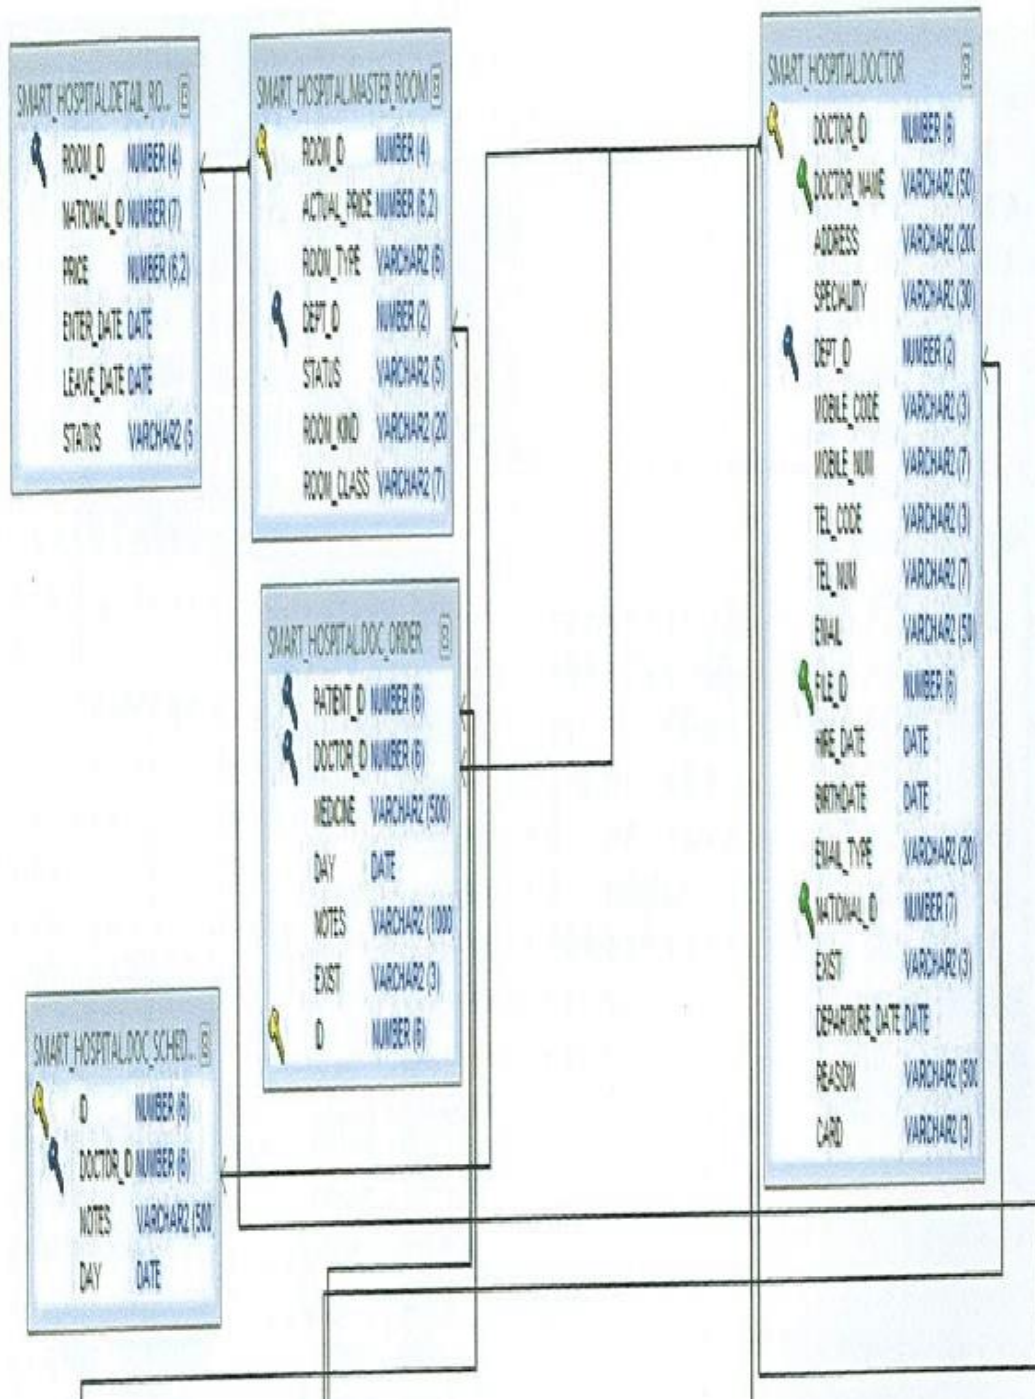 SMART_HOSPITAL.DETAIL_RO...
ROOM_ID NUMBER (4)
NATIONAL_ID NUMBER (7)
PRICE NUMBER (6,2)
ENTER_DATE DATE
LEAVE_DATE DATE
STATUS VARCHAR2 (5
SMART_HOSPITAL.MASTER_ROOM
ROOM_ID NUMBER (4)
ACTUAL_PRICE NUMBER (6,2)
ROOM_TYPE VARCHAR2 (6)
DEPT_ID NUMBER (2)
STATUS VARCHAR2 (5)
ROOM_KIND VARCHAR2 (20
ROOM_CLASS VARCHAR2 (7)
SMART_HOSPITAL.DOCTOR
DOCTOR_ID NUMBER (6)
DOCTOR_NAME VARCHAR2 (50)
ADDRESS VARCHAR2 (200
SPECIALITY VARCHAR2 (30)
DEPT_ID NUMBER (2)
MOBILE_CODE VARCHAR2 (3)
MOBILE_NUM VARCHAR2 (7)
TEL_CODE VARCHAR2 (3)
TEL_NUM VARCHAR2 (7)
EMAIL VARCHAR2 (50)
FILE_ID NUMBER (6)
HIRE_DATE DATE
BIRTHDATE DATE
EMAIL_TYPE VARCHAR2 (20)
NATIONAL_ID NUMBER (7)
EXIST VARCHAR2 (3)
DEPARTURE_DATE DATE
REASON VARCHAR2 (500
CARD VARCHAR2 (3)
SMART_HOSPITAL.DOC_ORDER
PATIENT_ID NUMBER (6)
DOCTOR_ID NUMBER (6)
MEDICINE VARCHAR2 (500)
DAY DATE
NOTES VARCHAR2 (1000
EXIST VARCHAR2 (3)
ID NUMBER (6)
SMART_HOSPITAL.DOC_SCHED...
ID NUMBER (6)
DOCTOR_ID NUMBER (6)
NOTES VARCHAR2 (500)
DAY DATE